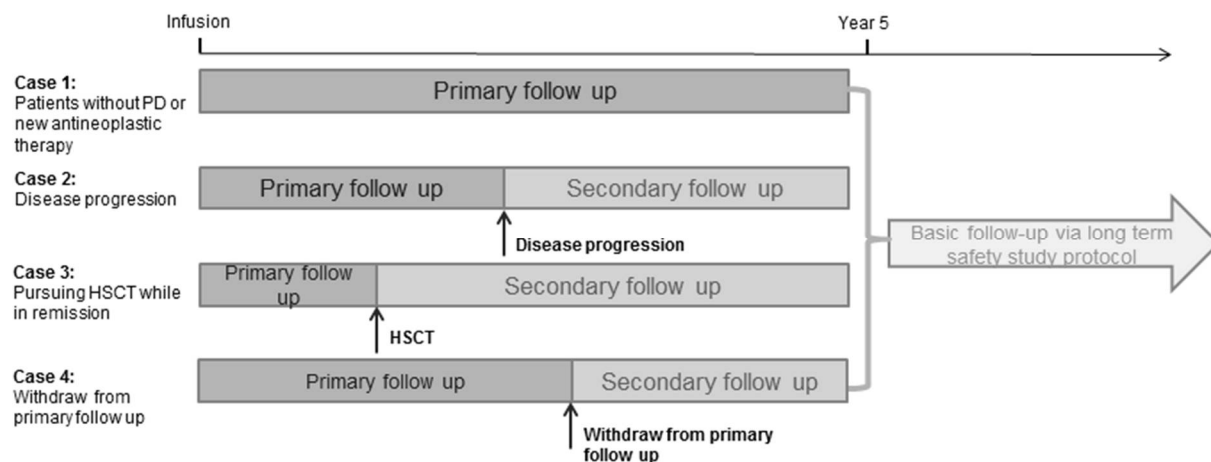 Infusion
Year 5
Case 1:
Patients without PD or
new antineoplastic
therapy
Primary follow up
Case 2:
Disease progression
Primary follow up
Secondary follow up
Disease progression
Case 3:
Pursuing HSCT while
in remission
Primary follow
up
Secondary follow up
HSCT
Case 4:
Withdraw from
primary follow up
Primary follow up
Secondary follow up
Withdraw from primary
follow up
Basic follow-up via long term
safety study protocol